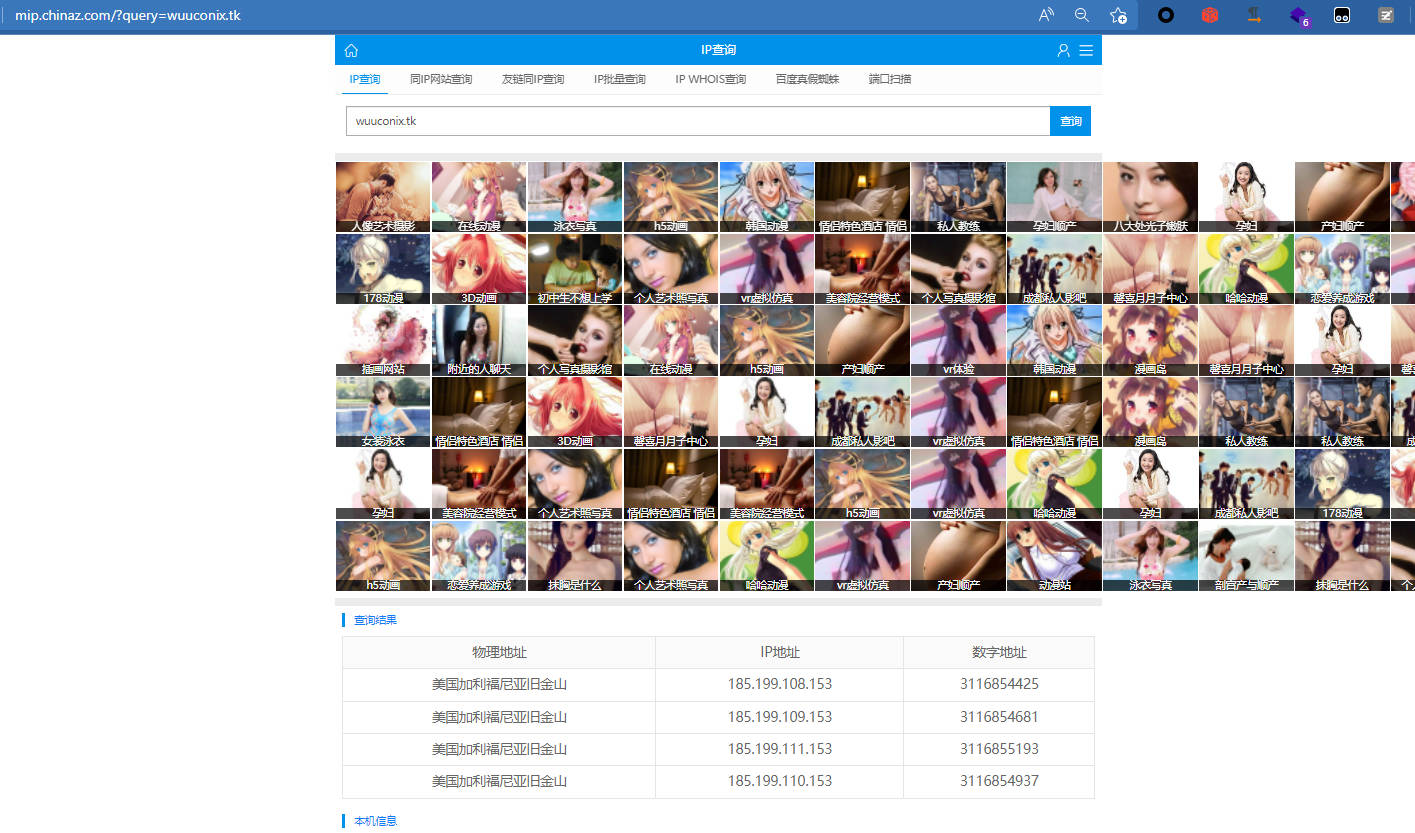 mip.chinaz.com/?query=wuuconix.tk
6
IP查询
IP查询 同IP网站查询 友链同IP查询 IP批量查询 IP WHOIS查询 百度真假蜘蛛 端口扫描
wuuconix.tk 查询
人像艺术摄影 在线动漫 泳衣写真 h5动画 韩国动漫 情侣特色酒店 情侣 私人教练 孕妇顺产 八大处光子嫩肤 孕妇 产妇顺产
178动漫 3D动画 初中生不想上学 个人艺术照写真 vr虚拟仿真 美容院经营模式 个人写真摄影馆 成都私人影吧 馨喜月月子中心 哈哈动漫 恋爱养成游戏
插画网站 附近的人聊天 个人写真摄影馆 在线动漫 h5动画 产妇顺产 vr体验 韩国动漫 漫画岛 馨喜月月子中心 孕妇 馨
女装泳衣 情侣特色酒店 情侣 3D动画 馨喜月月子中心 孕妇 成都私人影吧 vr虚拟仿真 情侣特色酒店 情侣 漫画岛 私人教练 私人教练 成
孕妇 美容院经营模式 个人艺术照写真 情侣特色酒店 情侣 美容院经营模式 h5动画 vr虚拟仿真 哈哈动漫 孕妇 成都私人影吧 178动漫
h5动画 恋爱养成游戏 抹胸是什么 个人艺术照写真 哈哈动漫 vr虚拟仿真 产妇顺产 动漫站 泳衣写真 剖宫产与顺产 抹胸是什么 个
查询结果
物理地址 IP地址 数字地址
美国加利福尼亚旧金山 185.199.108.153 3116854425
美国加利福尼亚旧金山 185.199.109.153 3116854681
美国加利福尼亚旧金山 185.199.111.153 3116855193
美国加利福尼亚旧金山 185.199.110.153 3116854937
本机信息